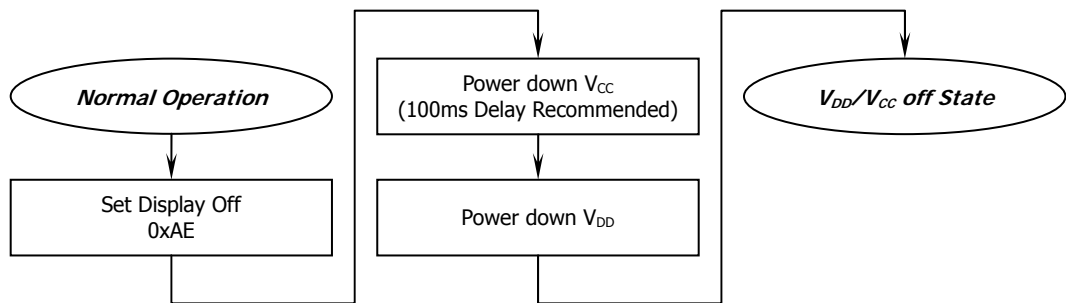 Normal Operation
Set Display Off
0xAE
Power down VCC
(100ms Delay Recommended)
Power down VDD
VDD/VCC off State